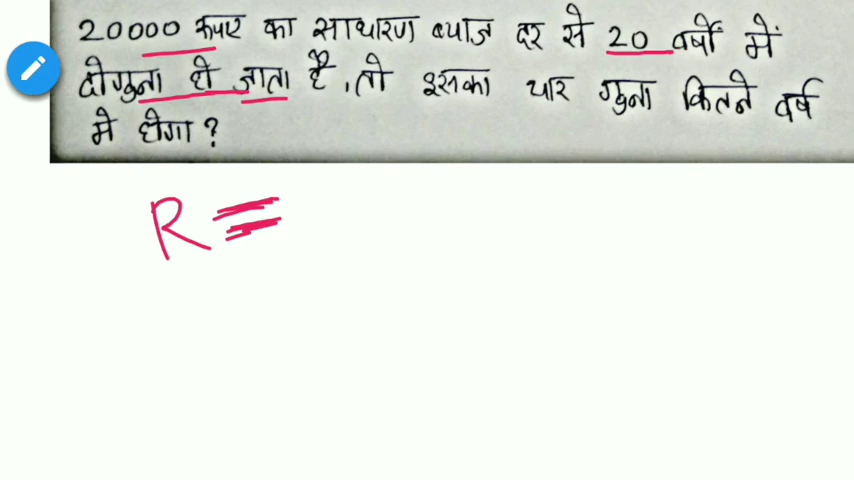 20000 रुपए का साधारण ब्याज दर से 20 वर्षों में
दोगुना हो जाता है, तो इसका चार गुना कितने वर्ष
मे होगा ?
R =